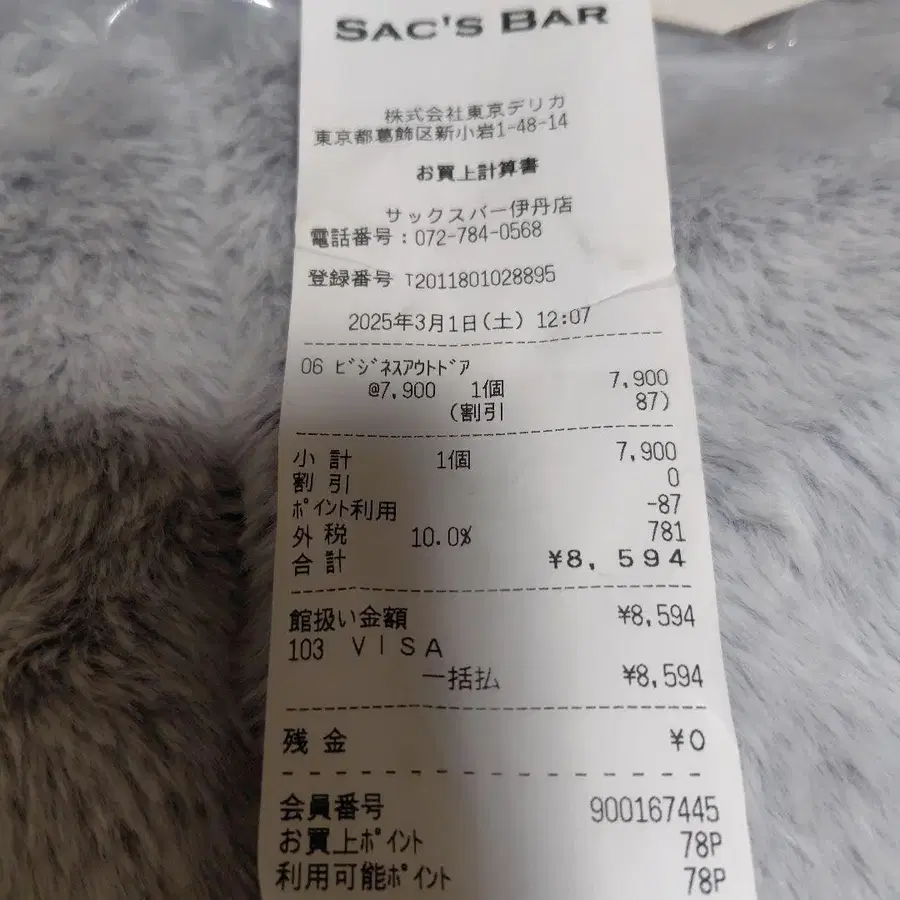 SAC'S BAR
株式会社東京デリカ
東京都葛飾区新小岩1-48-14
お買上計算書
サックスバー伊丹店
電話番号：072-784-0568
登録番号 T2011801028895
2025年3月1日(土) 12:07
06 ﾋﾞｼﾞﾈｽｱｳﾄﾄﾞｱ
@7,900 1個 7,900
(割引 87)
小 計 1個 7,900
割 引 0
ﾎﾟｲﾝﾄ利用 -87
外 税 10.0% 781
合 計 ¥8,594
館扱い金額 ¥8,594
103 VISA
一括払 ¥8,594
残 金 ¥0
会員番号 900167445
お買上ﾎﾟｲﾝﾄ 78P
利用可能ﾎﾟｲﾝﾄ 78P